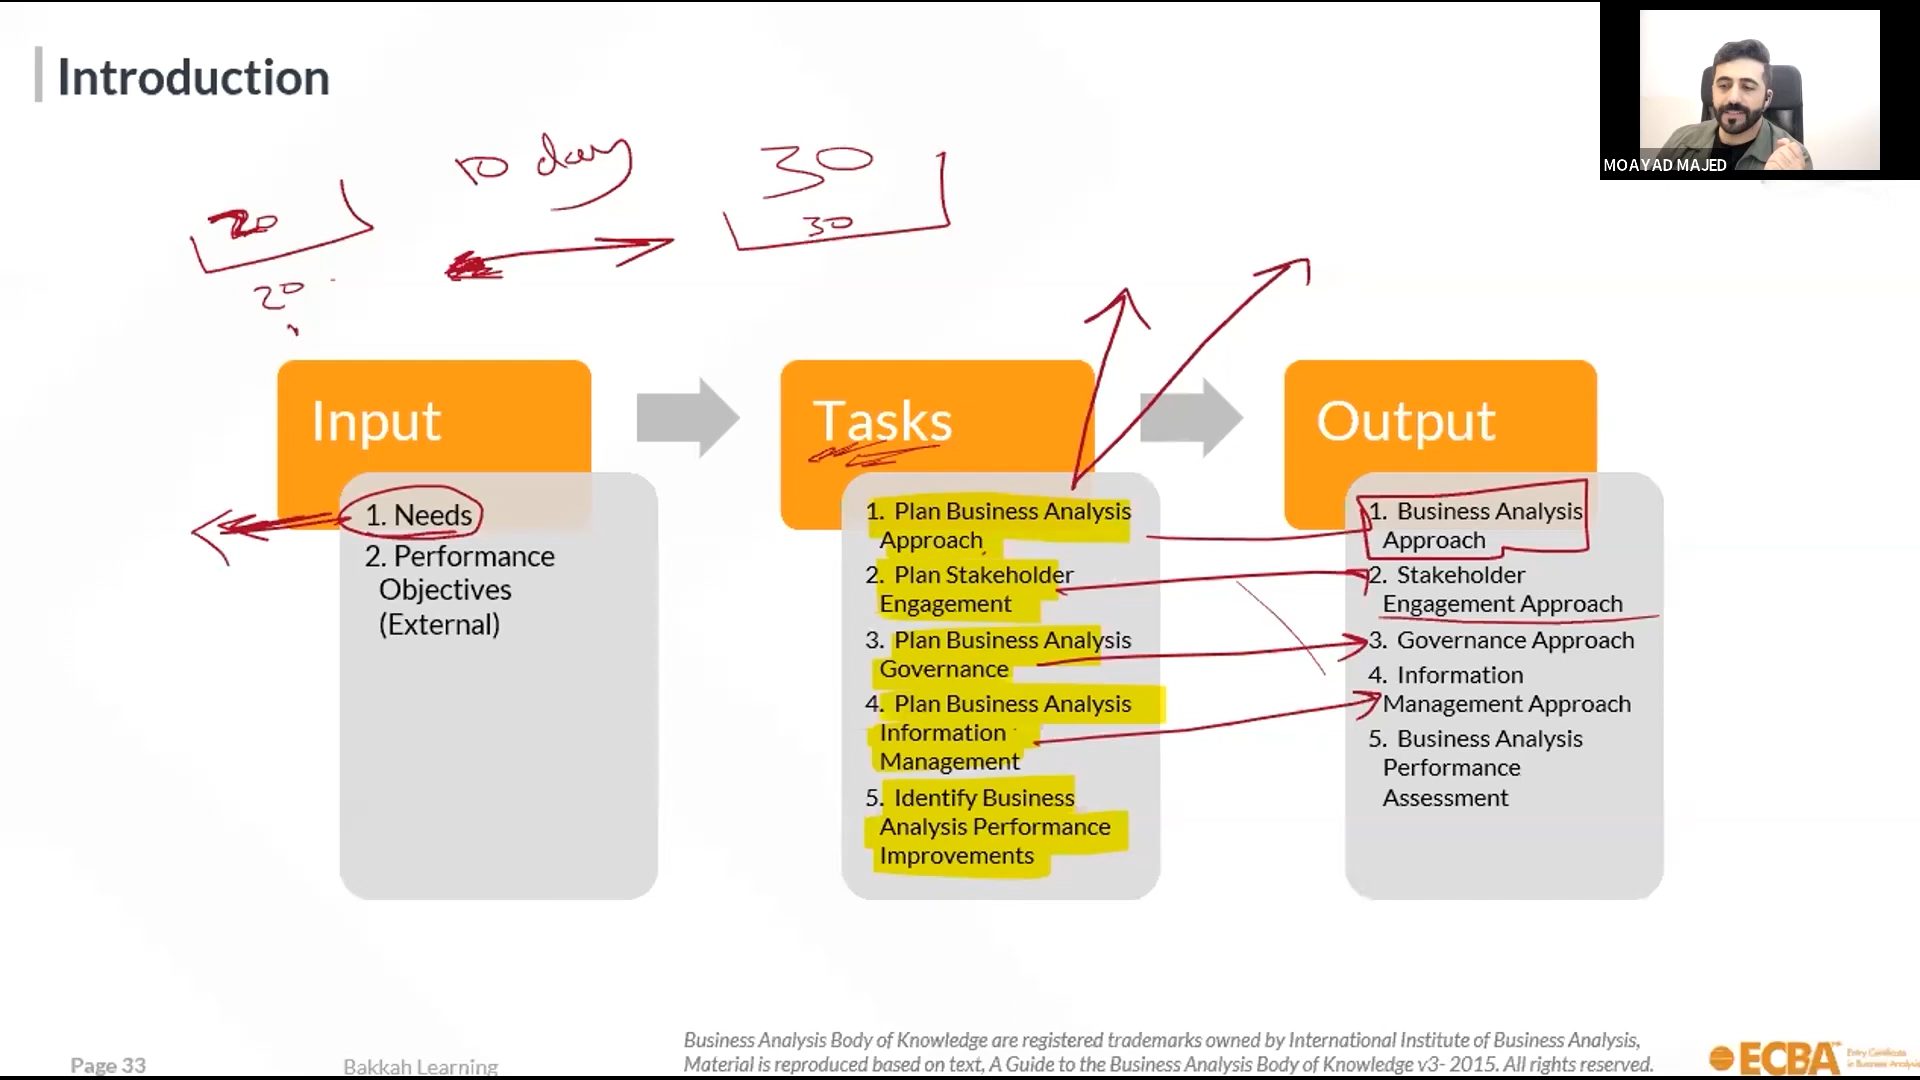 Introduction
MOAYAD MAJED
10 day
30
20
30
20
Input
Tasks
Output
1. Needs
2. Performance
Objectives
(External)
1. Plan Business Analysis
Approach
2. Plan Stakeholder
Engagement
3. Plan Business Analysis
Governance
4. Plan Business Analysis
Information
Management
5. Identify Business
Analysis Performance
Improvements
1. Business Analysis
Approach
2. Stakeholder
Engagement Approach
3. Governance Approach
4. Information
Management Approach
5. Business Analysis
Performance
Assessment
Page 33
Bakkah Learning
Business Analysis Body of Knowledge are registered trademarks owned by International Institute of Business Analysis,
Material is reproduced based on text, A Guide to the Business Analysis Body of Knowledge v3- 2015. All rights reserved.
ECBA
Entry Certificate
in Business Analysis